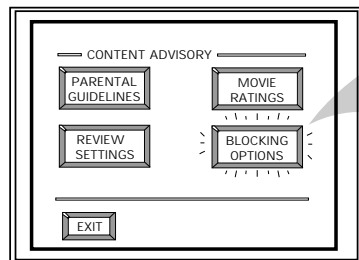 CONTENT ADVISORY
PARENTAL
GUIDELINES
MOVIE
RATINGS
REVIEW
SETTINGS
BLOCKING
OPTIONS
EXIT